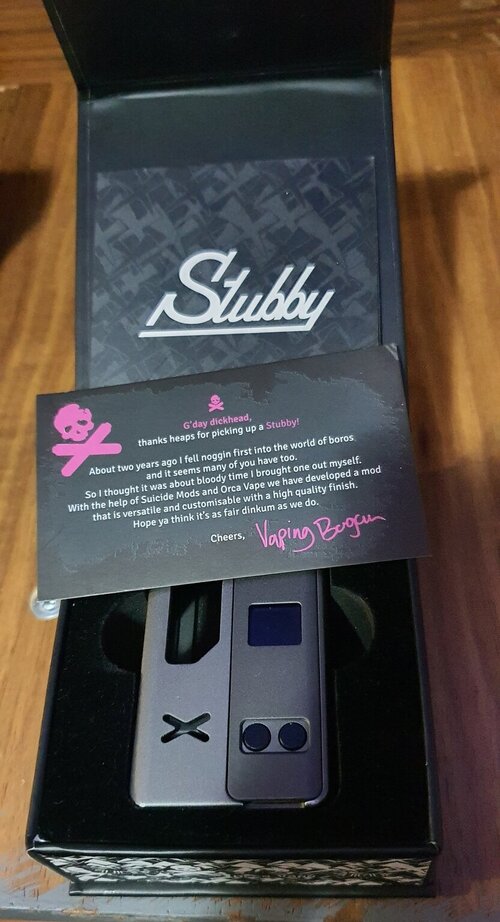 Stubby
G'day dickhead,
thanks heaps for picking up a Stubby!
About two years ago I fell noggin first into the world of boros
and it seems many of you have too.
So I thought it was about bloody time I brought one out myself.
With the help of Suicide Mods and Orca Vape we have developed a mod
that is versatile and customisable with a high quality finish.
Hope ya think it's as fair dinkum as we do.
Cheers, Vaping Bogan